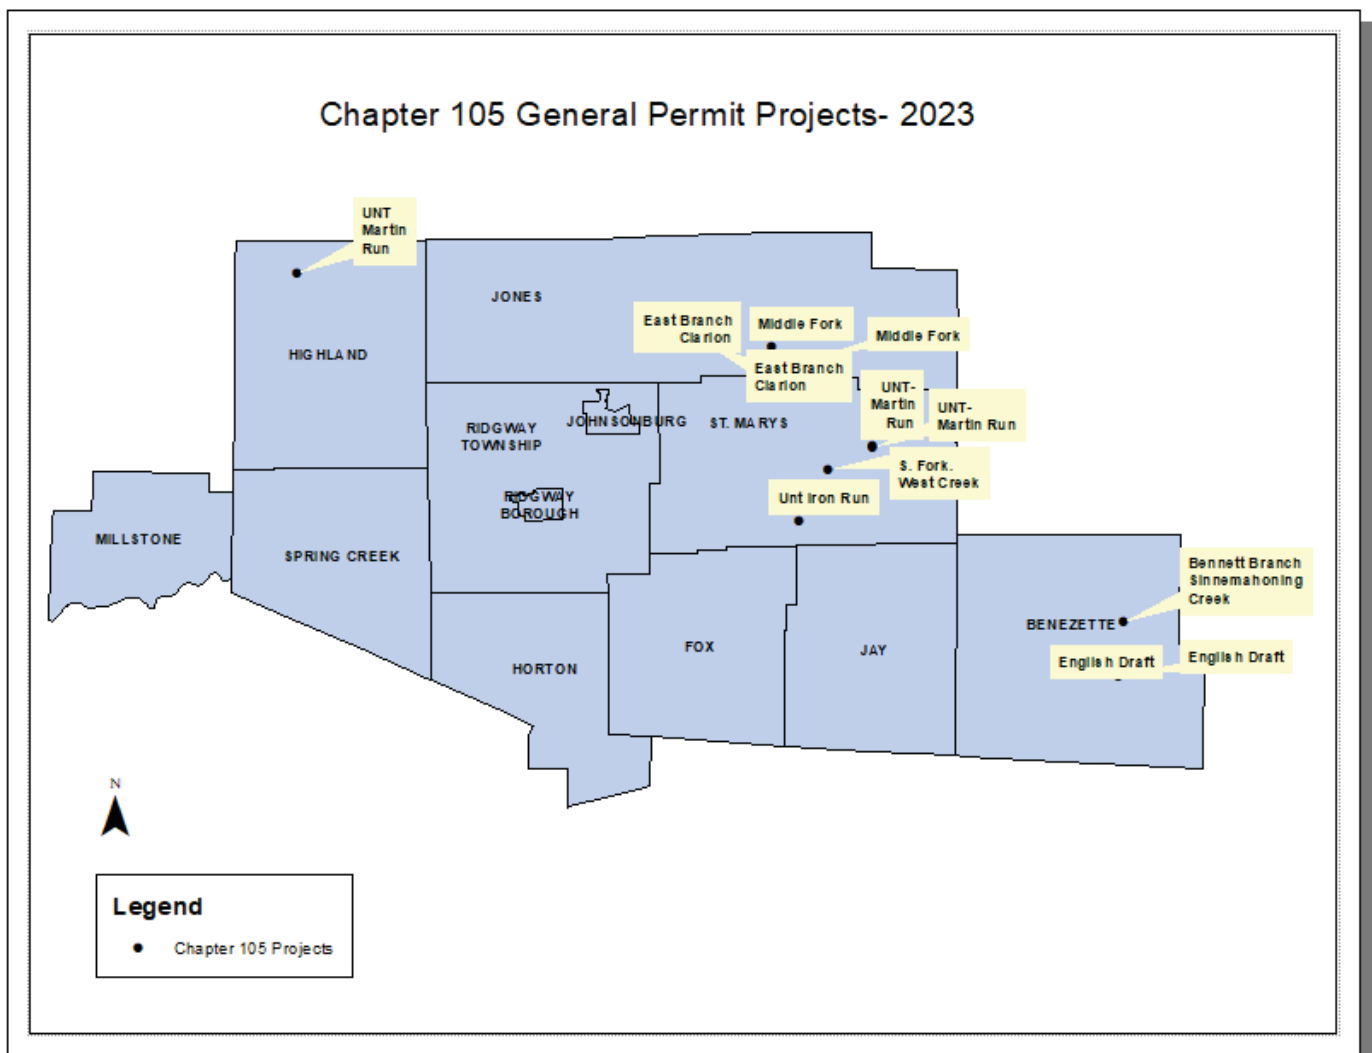 Chapter 105 General Permit Projects- 2023
UNT
Martin
Run
JONES
East Branch
Clarion
Middle Fork
Middle Fork
HIGHLAND
East Branch
Clarion
UNT-
Martin
Run
UNT-
Martin Run
JOHNSONBURG
ST. MARYS
RIDGWAY
TOWNSHIP
S. Fork.
West Creek
Unt Iron Run
RIDGWAY
BOROUGH
MILLSTONE
SPRING CREEK
Bennett Branch
Sinnemahoning
Creek
BENEZETTE
FOX
JAY
HORTON
English Draft
English Draft
N
Legend
Chapter 105 Projects